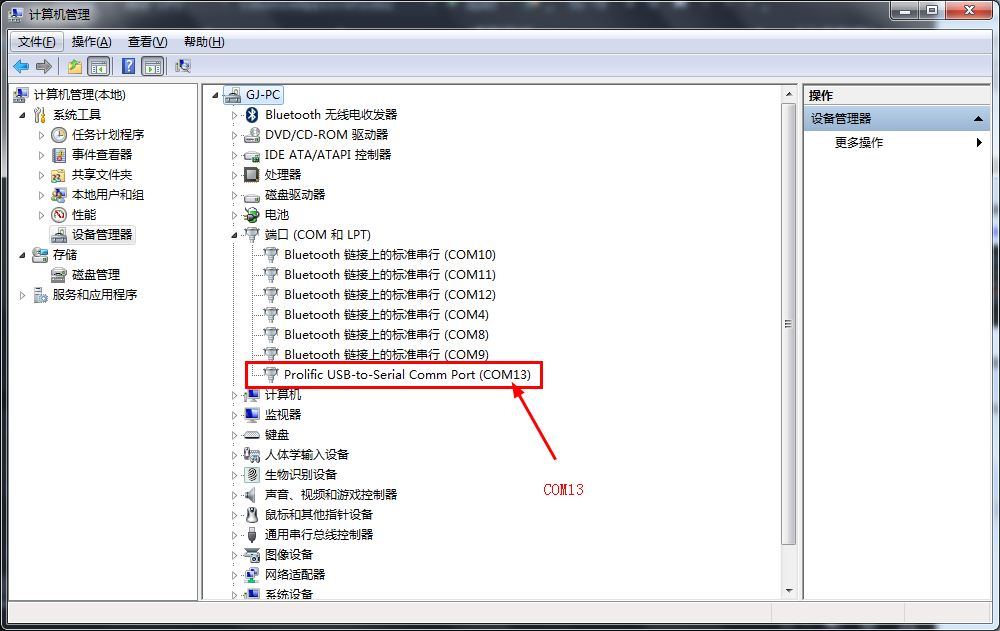 计算机管理
文件(F) 操作(A) 查看(V) 帮助(H)
计算机管理(本地)
系统工具
任务计划程序
事件查看器
共享文件夹
本地用户和组
性能
设备管理器
存储
磁盘管理
服务和应用程序
GJ-PC
Bluetooth 无线电收发器
DVD/CD-ROM 驱动器
IDE ATA/ATAPI 控制器
处理器
磁盘驱动器
电池
端口 (COM 和 LPT)
Bluetooth 链接上的标准串行 (COM10)
Bluetooth 链接上的标准串行 (COM11)
Bluetooth 链接上的标准串行 (COM12)
Bluetooth 链接上的标准串行 (COM4)
Bluetooth 链接上的标准串行 (COM8)
Bluetooth 链接上的标准串行 (COM9)
Prolific USB-to-Serial Comm Port (COM13)
计算机
监视器
键盘
人体学输入设备
生物识别设备
声音、视频和游戏控制器
鼠标和其他指针设备
通用串行总线控制器
图像设备
网络适配器
系统设备
COM13
操作
设备管理器
更多操作